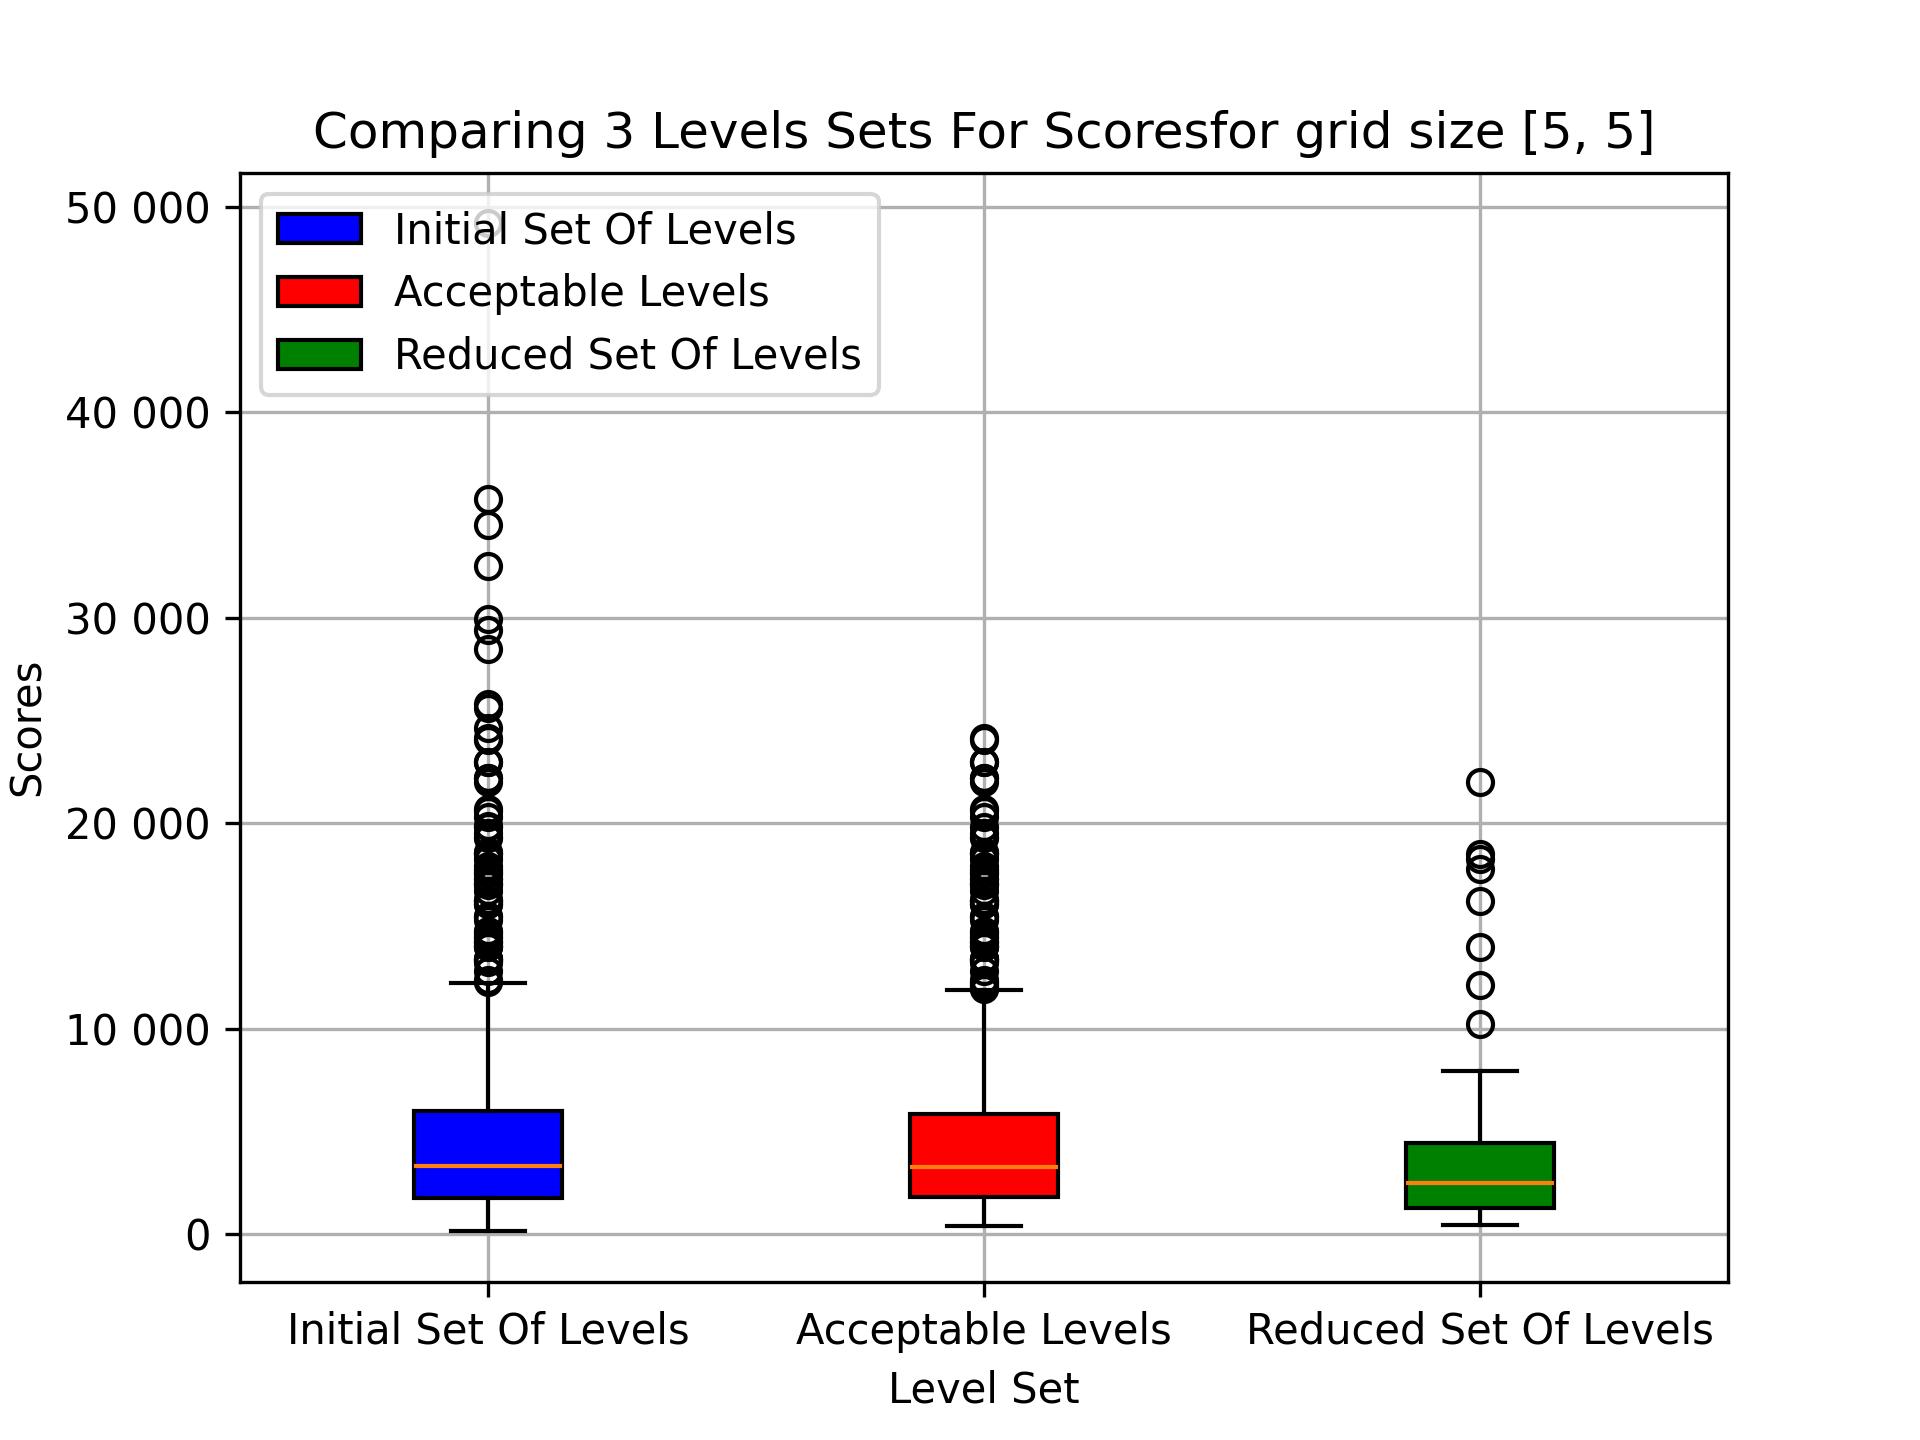 Comparing 3 Levels Sets For Scoresfor grid size [5, 5]
50 000
40 000
30 000
20 000
10 000
0
Scores
Initial Set Of Levels
Acceptable Levels
Reduced Set Of Levels
Initial Set Of Levels
Acceptable Levels
Reduced Set Of Levels
Level Set